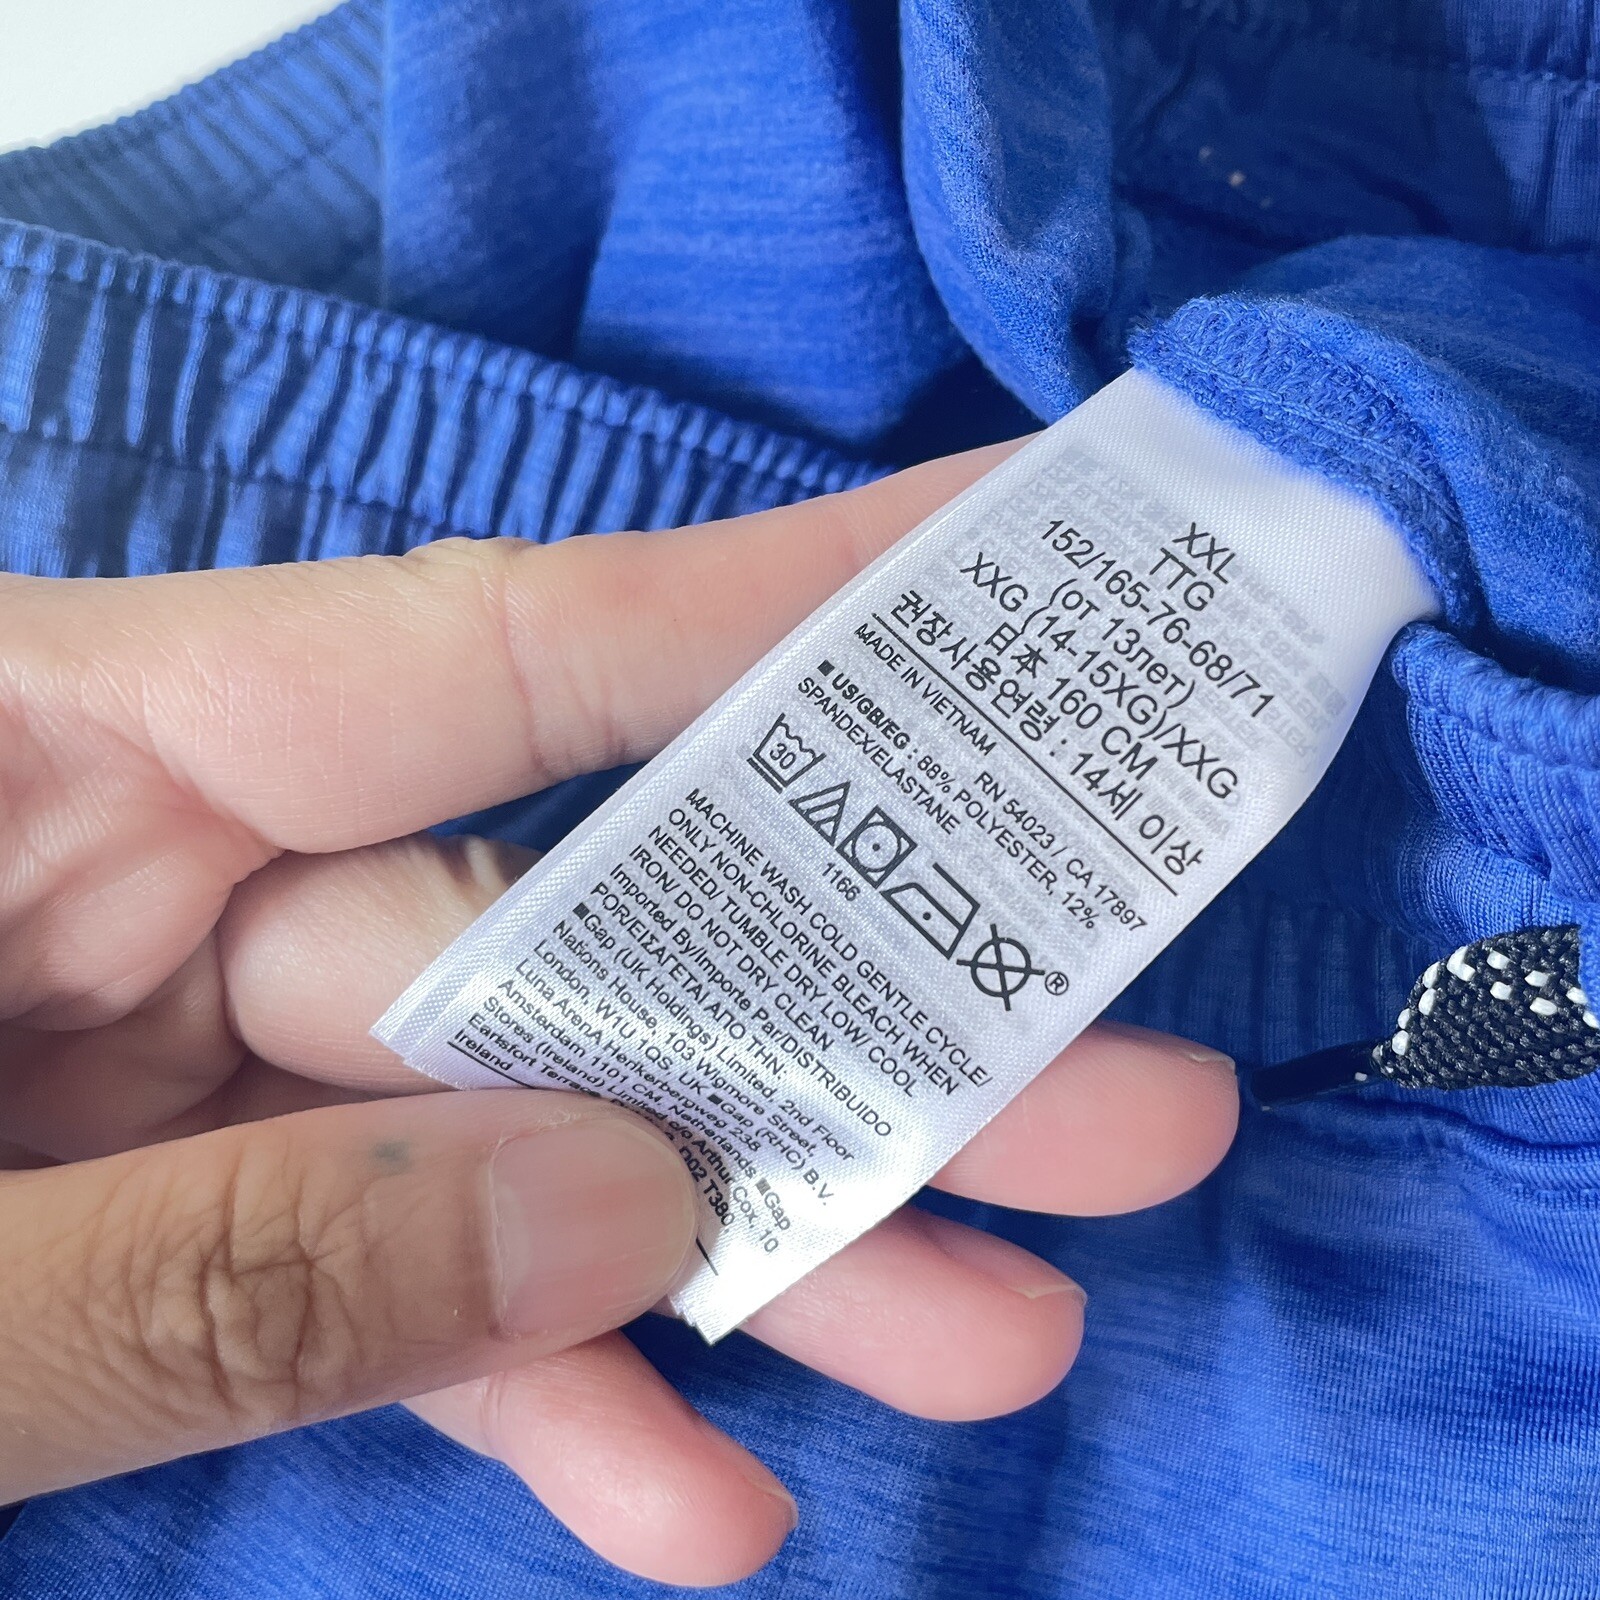 XXL
TTG
152/165-76-68/71
(от 13лет)
XXG (14-15XG)/XXG
日本 160 CM
권장사용연령 : 14세 이상
MADE IN VIETNAM RN 54023 / CA 17897
■ US/GB/EG : 88% POLYESTER, 12%
SPANDEX/ELASTANE
30
1166
®
MACHINE WASH COLD GENTLE CYCLE/
ONLY NON-CHLORINE BLEACH WHEN
NEEDED/ TUMBLE DRY LOW/ COOL
IRON/ DO NOT DRY CLEAN
Imported By/Importe Par/DISTRIBUIDO
POR/ΕΙΣΑΓΕΤΑΙ ΑΠΟ ΤΗΝ:
■Gap (UK Holdings) Limited, 2nd Floor
Nations House, 103 Wigmore Street,
London, W1U 1QS, UK ■Gap (RHC) B.V.
Luna ArenA Herikerbergweg 238
Amsterdam 1101 CM, Netherlands ■Gap
Stores (Ireland) Limited c/o Arthur Cox, 10
Earlsfort Terrace, D02 T380
Ireland